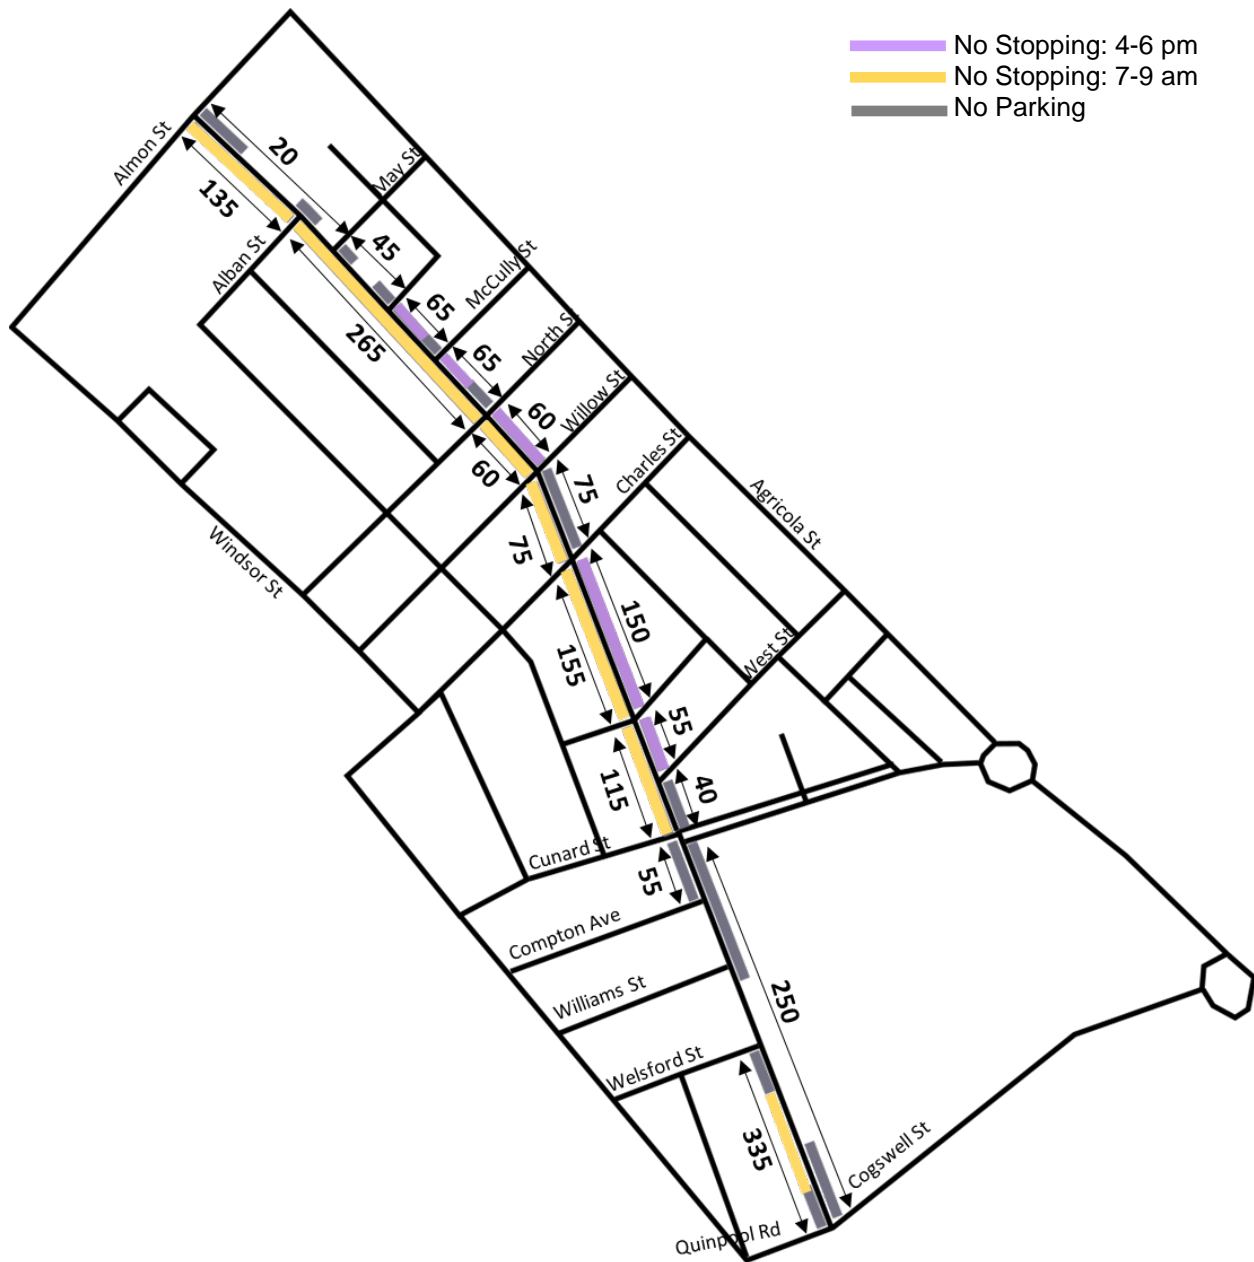 No Stopping: 4-6 pm
No Stopping: 7-9 am
No Parking
Almon St
20
135
May St
Alban St
45
McCully St
65
265
North St
65
Willow St
60
60
Charles St
75
Agricola St
75
Windsor St
150
155
West St
55
115
40
Cunard St
55
Compton Ave
Williams St
250
Welsford St
335
Cogswell St
Quinpool Rd